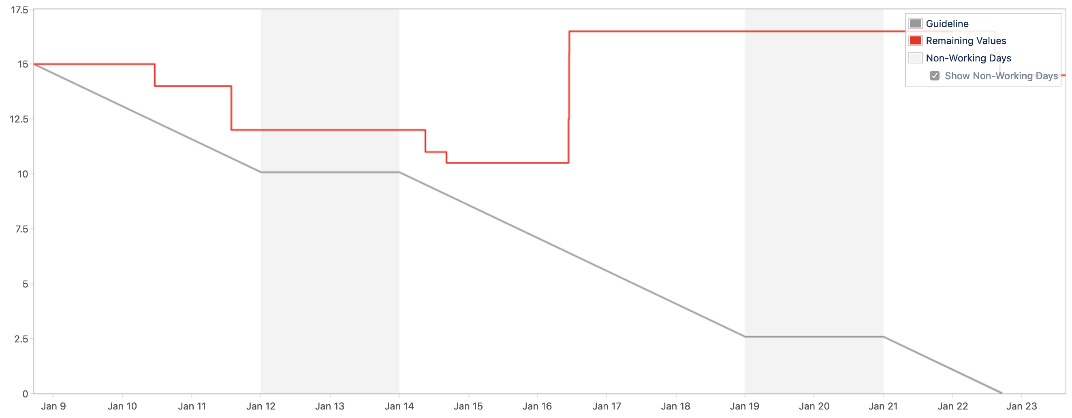 17.5
15
12.5
10
7.5
5
2.5
0
Guideline
Remaining Values
Non-Working Days
Show Non-Working Days
Jan 9 Jan 10 Jan 11 Jan 12 Jan 13 Jan 14 Jan 15 Jan 16 Jan 17 Jan 18 Jan 19 Jan 20 Jan 21 Jan 22 Jan 23